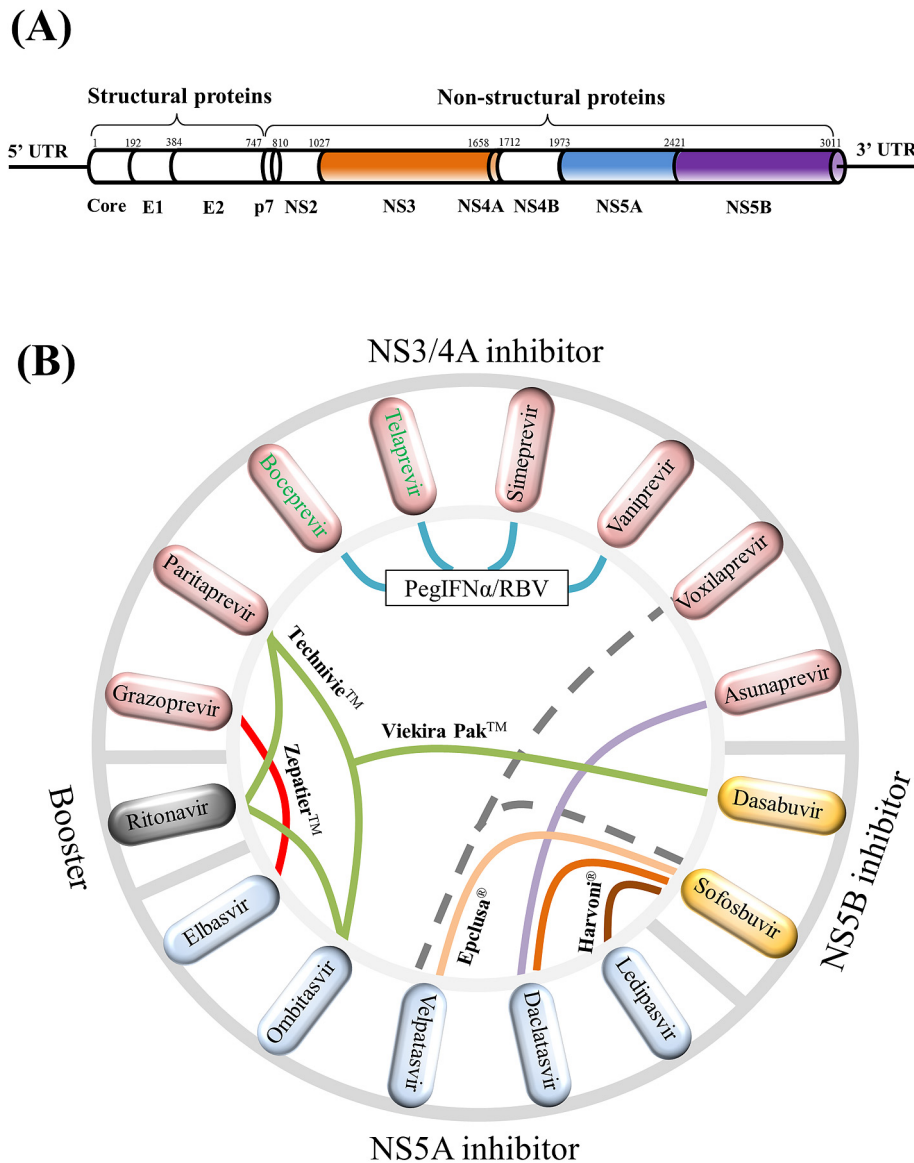 (A)
Structural proteins
Non-structural proteins
1 192 384 747 810 1027 1658 1712 1973 2421 3011
5’ UTR
3’ UTR
Core E1 E2 p7 NS2 NS3 NS4A NS4B NS5A NS5B
(B)
NS3/4A inhibitor
Boceprevir
Telaprevir
Simeprevir
Vaniprevir
Paritaprevir
Voxilaprevir
PegIFNα/RBV
Grazoprevir
Asunaprevir
Technivie™
Viekira Pak™
Zepatier™
Booster
Ritonavir
Dasabuvir
NS5B inhibitor
Elbasvir
Sofosbuvir
Epclusa®
Harvoni®
Ombitasvir
Velpatasvir
Daclatasvir
Ledipasvir
NS5A inhibitor